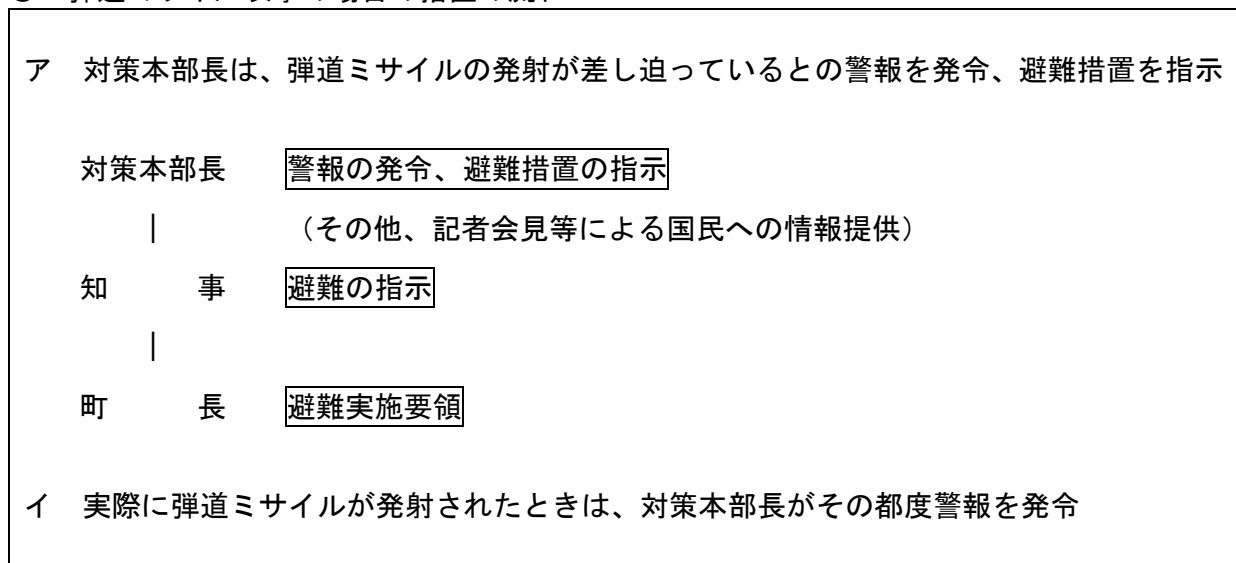 ア 対策本部長は、弾道ミサイルの発射が差し迫っているとの警報を発令、避難措置を指示
対策本部長 警報の発令、避難措置の指示
(その他、記者会見等による国民への情報提供)
知 事 避難の指示
町 長 避難実施要領
イ 実際に弾道ミサイルが発射されたときは、対策本部長がその都度警報を発令